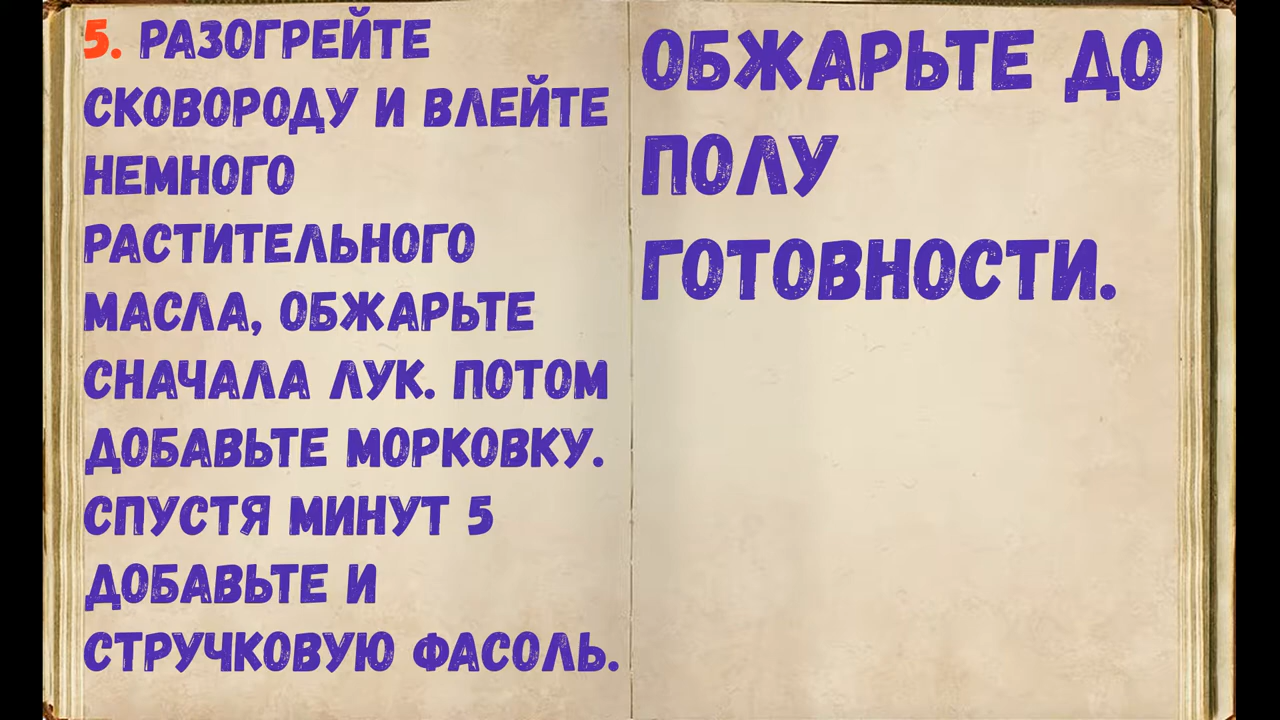 5. РАЗОГРЕЙТЕ
СКОВОРОДУ И ВЛЕЙТЕ
НЕМНОГО
РАСТИТЕЛЬНОГО
МАСЛА, ОБЖАРЬТЕ
СНАЧАЛА ЛУК. ПОТОМ
ДОБАВЬТЕ МОРКОВКУ.
СПУСТЯ МИНУТ 5
ДОБАВЬТЕ И
СТРУЧКОВУЮ ФАСОЛЬ.
ОБЖАРЬТЕ ДО
ПОЛУ
ГОТОВНОСТИ.